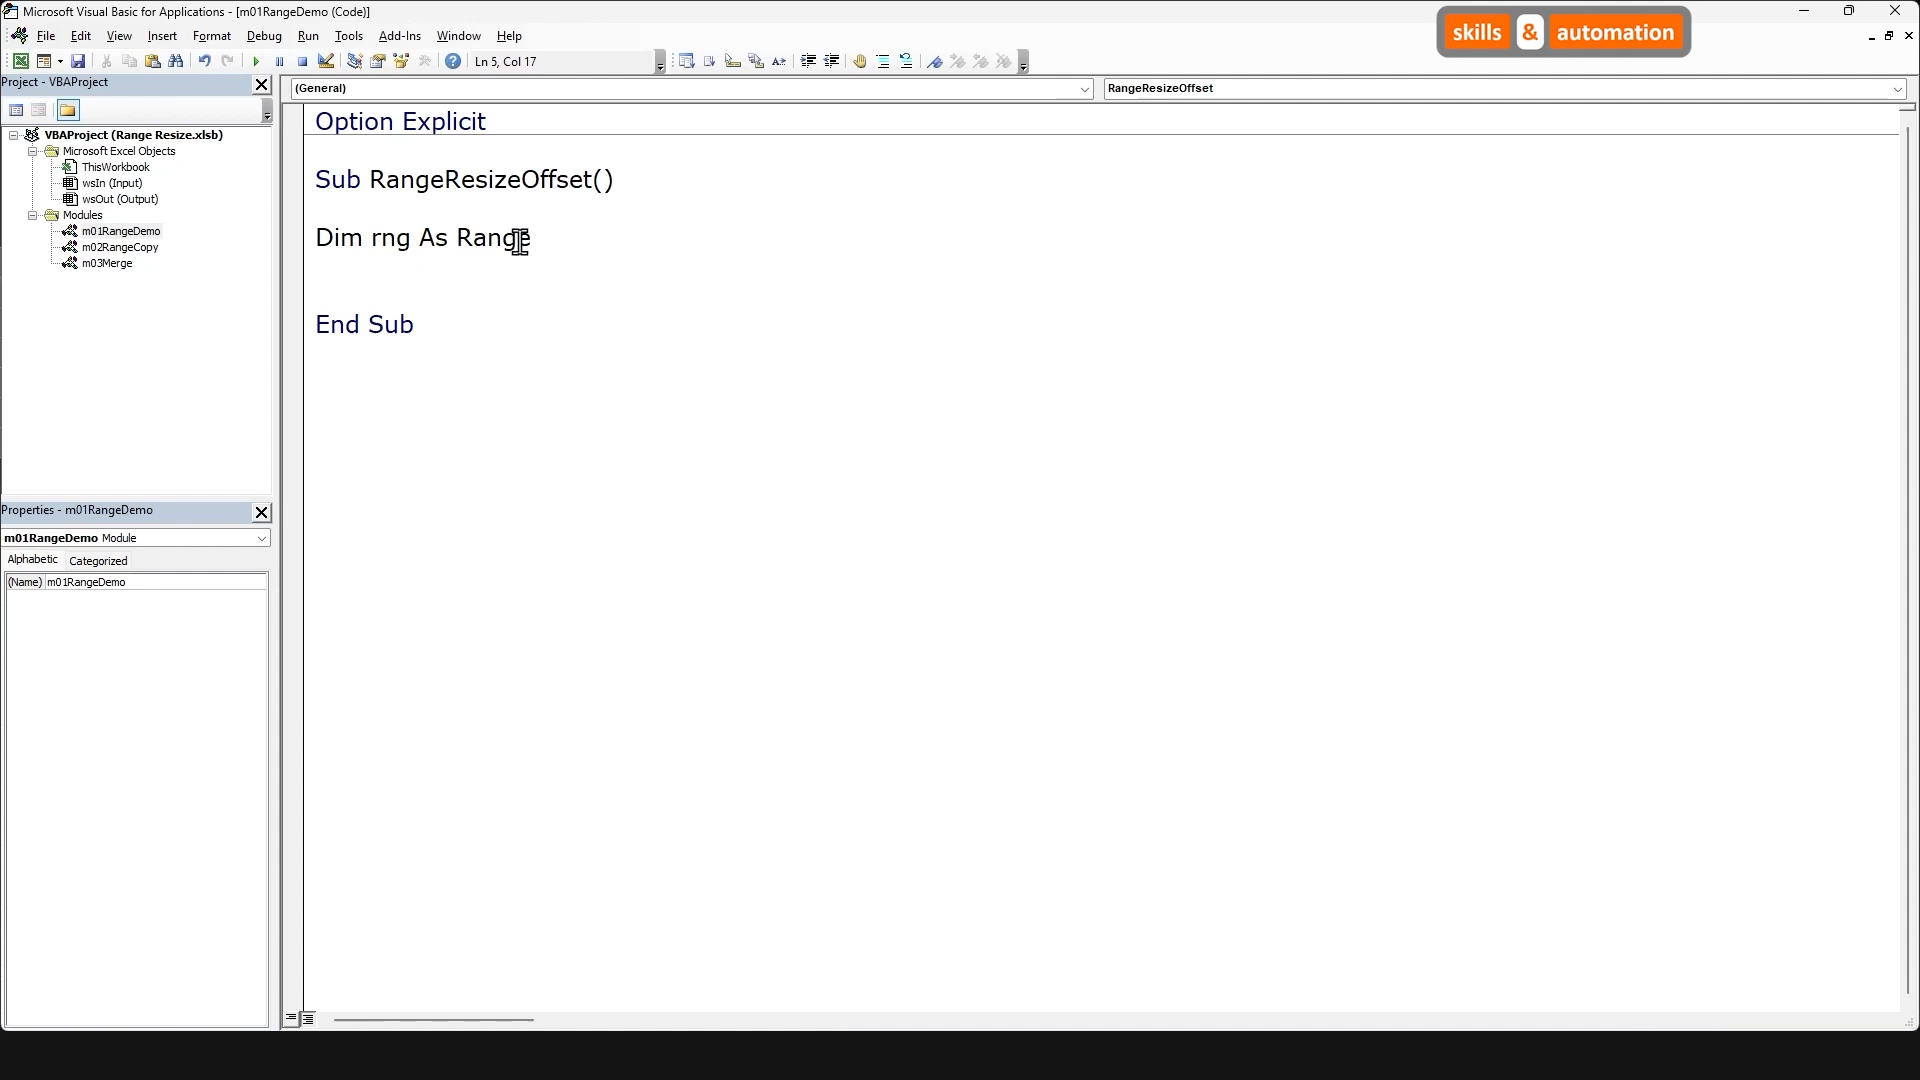 Microsoft Visual Basic for Applications - [m01RangeDemo (Code)]
skills & automation
File Edit View Insert Format Debug Run Tools Add-Ins Window Help
Ln 5, Col 17
Project - VBAProject
(General)
RangeResizeOffset
VBAProject (Range Resize.xlsb)
Microsoft Excel Objects
ThisWorkbook
wsIn (Input)
wsOut (Output)
Modules
m01RangeDemo
m02RangeCopy
m03Merge
Option Explicit
Sub RangeResizeOffset()
Dim rng As Range
End Sub
Properties - m01RangeDemo
m01RangeDemo Module
Alphabetic Categorized
(Name) m01RangeDemo